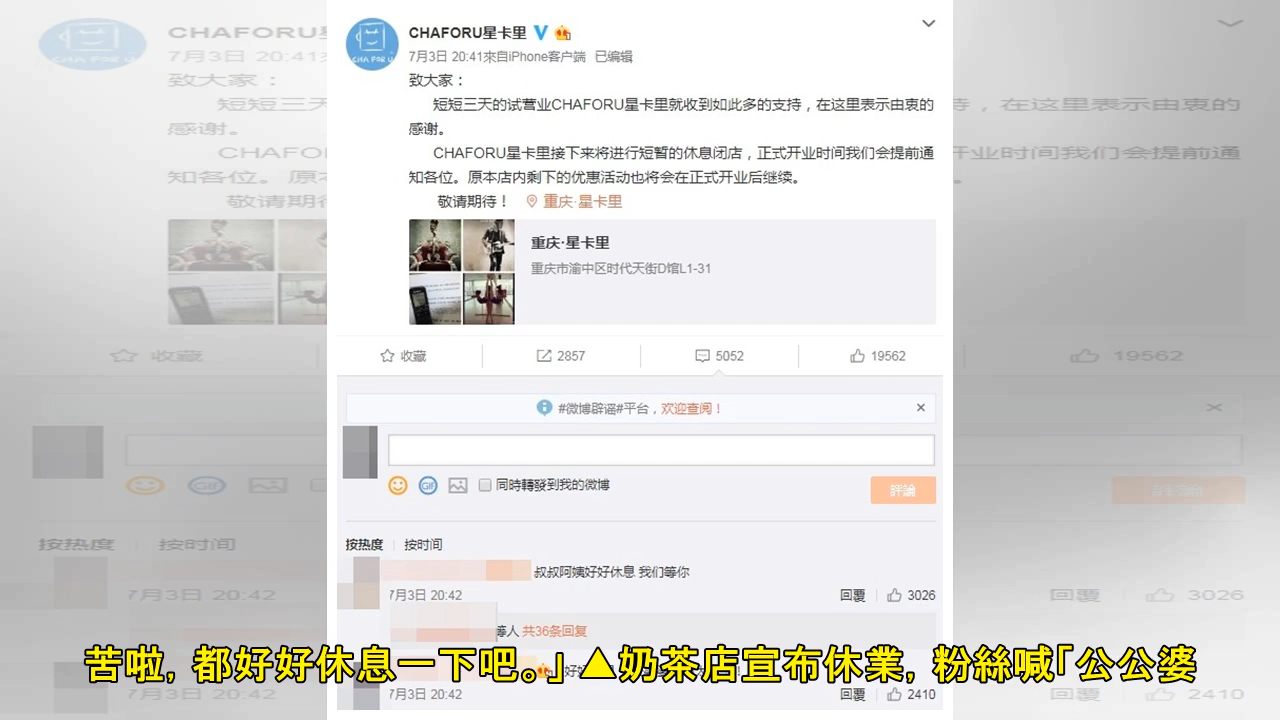 CHAFORU星卡里
7月3日 20:41來自iPhone客户端 已编辑
致大家：
短短三天的试营业CHAFORU星卡里就收到如此多的支持，在这里表示由衷的
感谢。
CHAFORU星卡里接下来将进行短暂的休息闭店，正式开业时间我们会提前通
知各位。原本店内剩下的优惠活动也将会在正式开业后继续。
敬请期待！ 重庆·星卡里
重庆·星卡里
重庆市渝中区时代天街D馆L1-31
收藏 2857 5052 19562
#微博辟谣#平台，欢迎查阅！
GIF 同時轉發到我的微博 評論
按热度 按时间
叔叔阿姨好好休息 我们等你
7月3日 20:42 回覆 3026
等人 共36条回复
苦啦，都好好休息一下吧。」▲奶茶店宣布休業，粉絲喊「公公婆
7月3日 20:42 回覆 2410